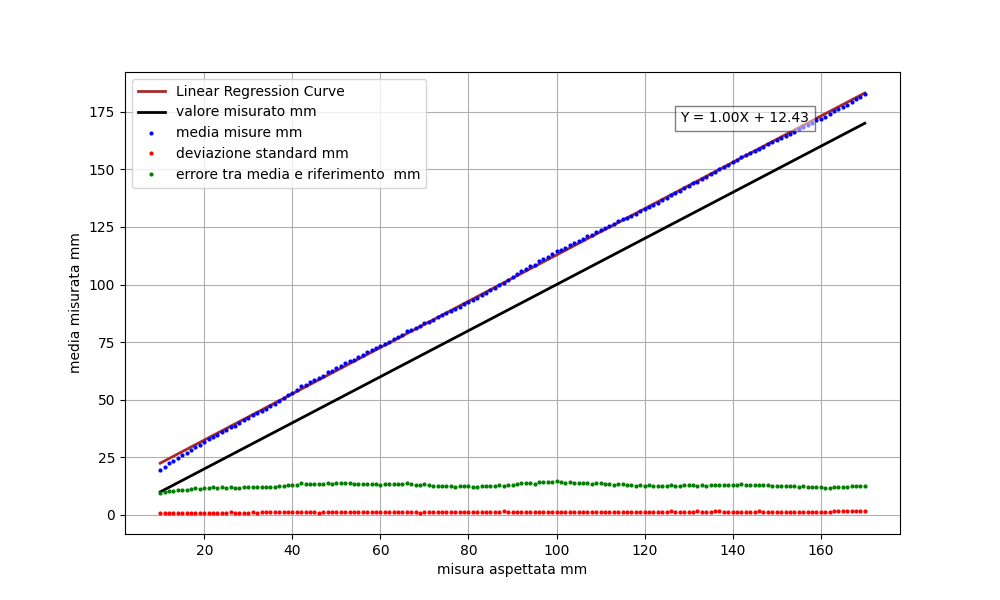 Linear Regression Curve
valore misurato mm
media misure mm
deviazione standard mm
errore tra media e riferimento  mm
Y = 1.00X + 12.43
175
150
125
100
75
50
25
0
media misurata mm
20 40 60 80 100 120 140 160
misura aspettata mm